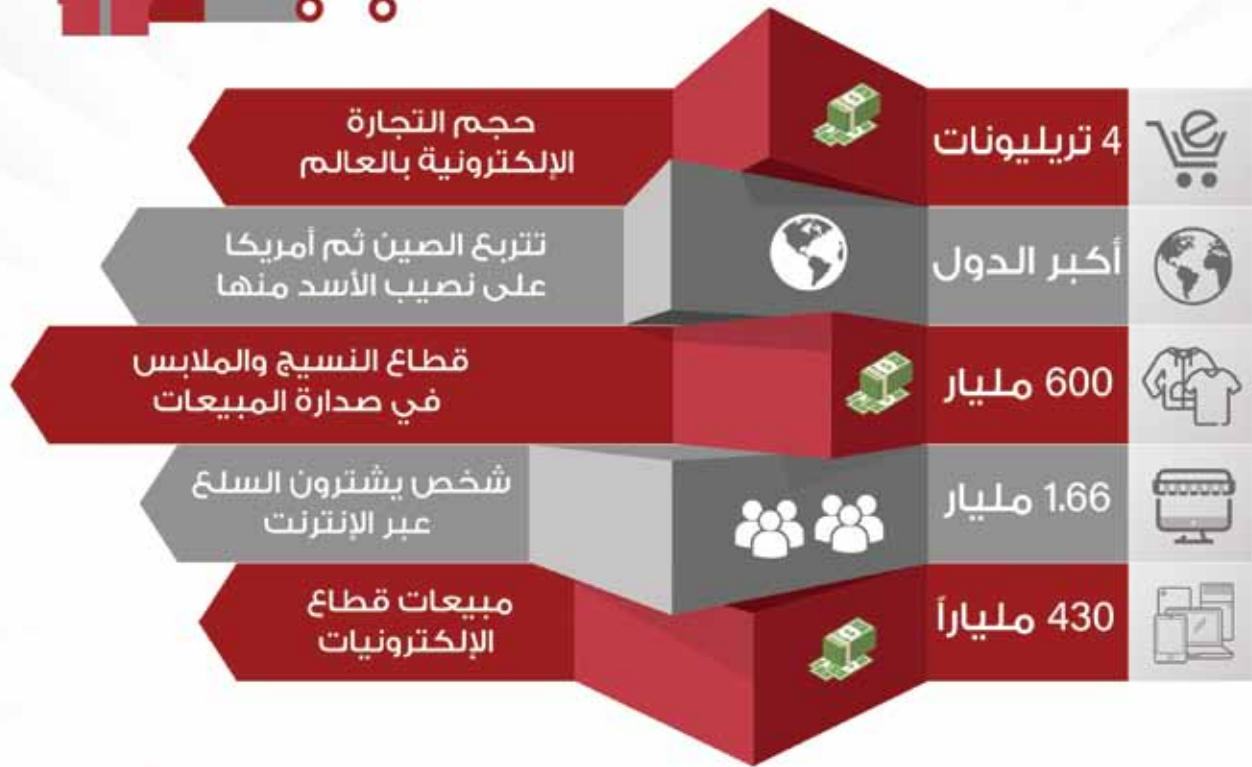 4 تريليونات
حجم التجارة
الإلكترونية بالعالم
أكبر الدول
تتربع الصين ثم أمريكا
على نصيب الأسد منها
600 مليار
قطاع النسيج والملابس
في صدارة المبيعات
1.66 مليار
شخص يشترون السلع
عبر الإنترنت
430 ملياراً
مبيعات قطاع
الإلكترونيات